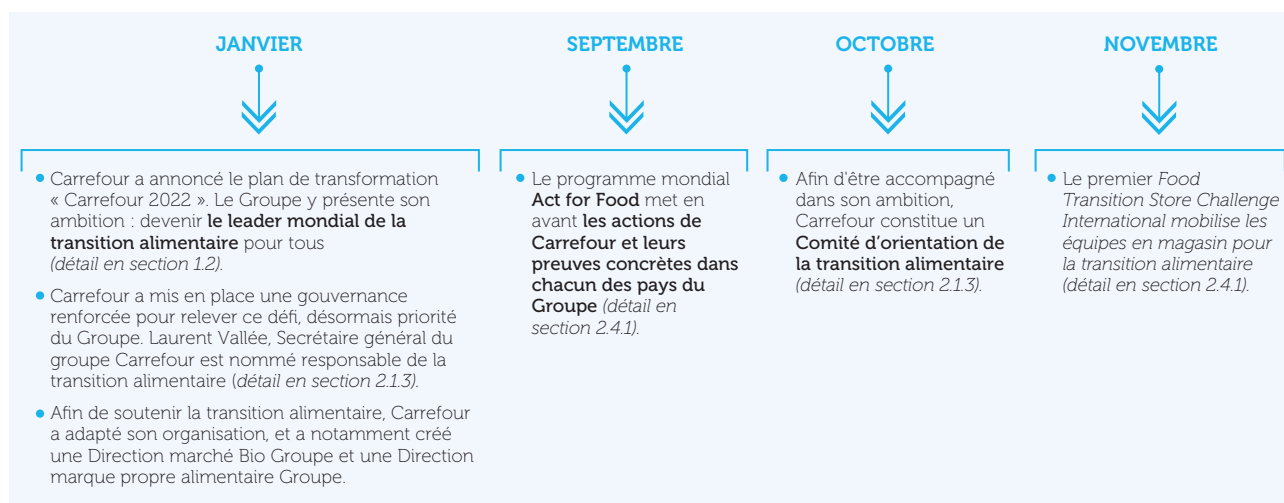 JANVIER
Carrefour a annoncé le plan de transformation
« Carrefour 2022 ». Le Groupe y présente son
ambition : devenir le leader mondial de la
transition alimentaire pour tous
(détail en section 1.2).
Carrefour a mis en place une gouvernance
renforcée pour relever ce défi, désormais priorité
du Groupe. Laurent Vallée, Secrétaire général du
groupe Carrefour est nommé responsable de la
transition alimentaire (détail en section 2.1.3).
Afin de soutenir la transition alimentaire, Carrefour
a adapté son organisation, et a notamment créé
une Direction marché Bio Groupe et une Direction
marque propre alimentaire Groupe.
SEPTEMBRE
Le programme mondial
Act for Food met en
avant les actions de
Carrefour et leurs
preuves concrètes dans
chacun des pays du
Groupe (détail en
section 2.4.1).
OCTOBRE
Afin d'être accompagné
dans son ambition,
Carrefour constitue un
Comité d'orientation de
la transition alimentaire
(détail en section 2.1.3).
NOVEMBRE
Le premier Food
Transition Store Challenge
International mobilise les
équipes en magasin pour
la transition alimentaire
(détail en section 2.4.1).